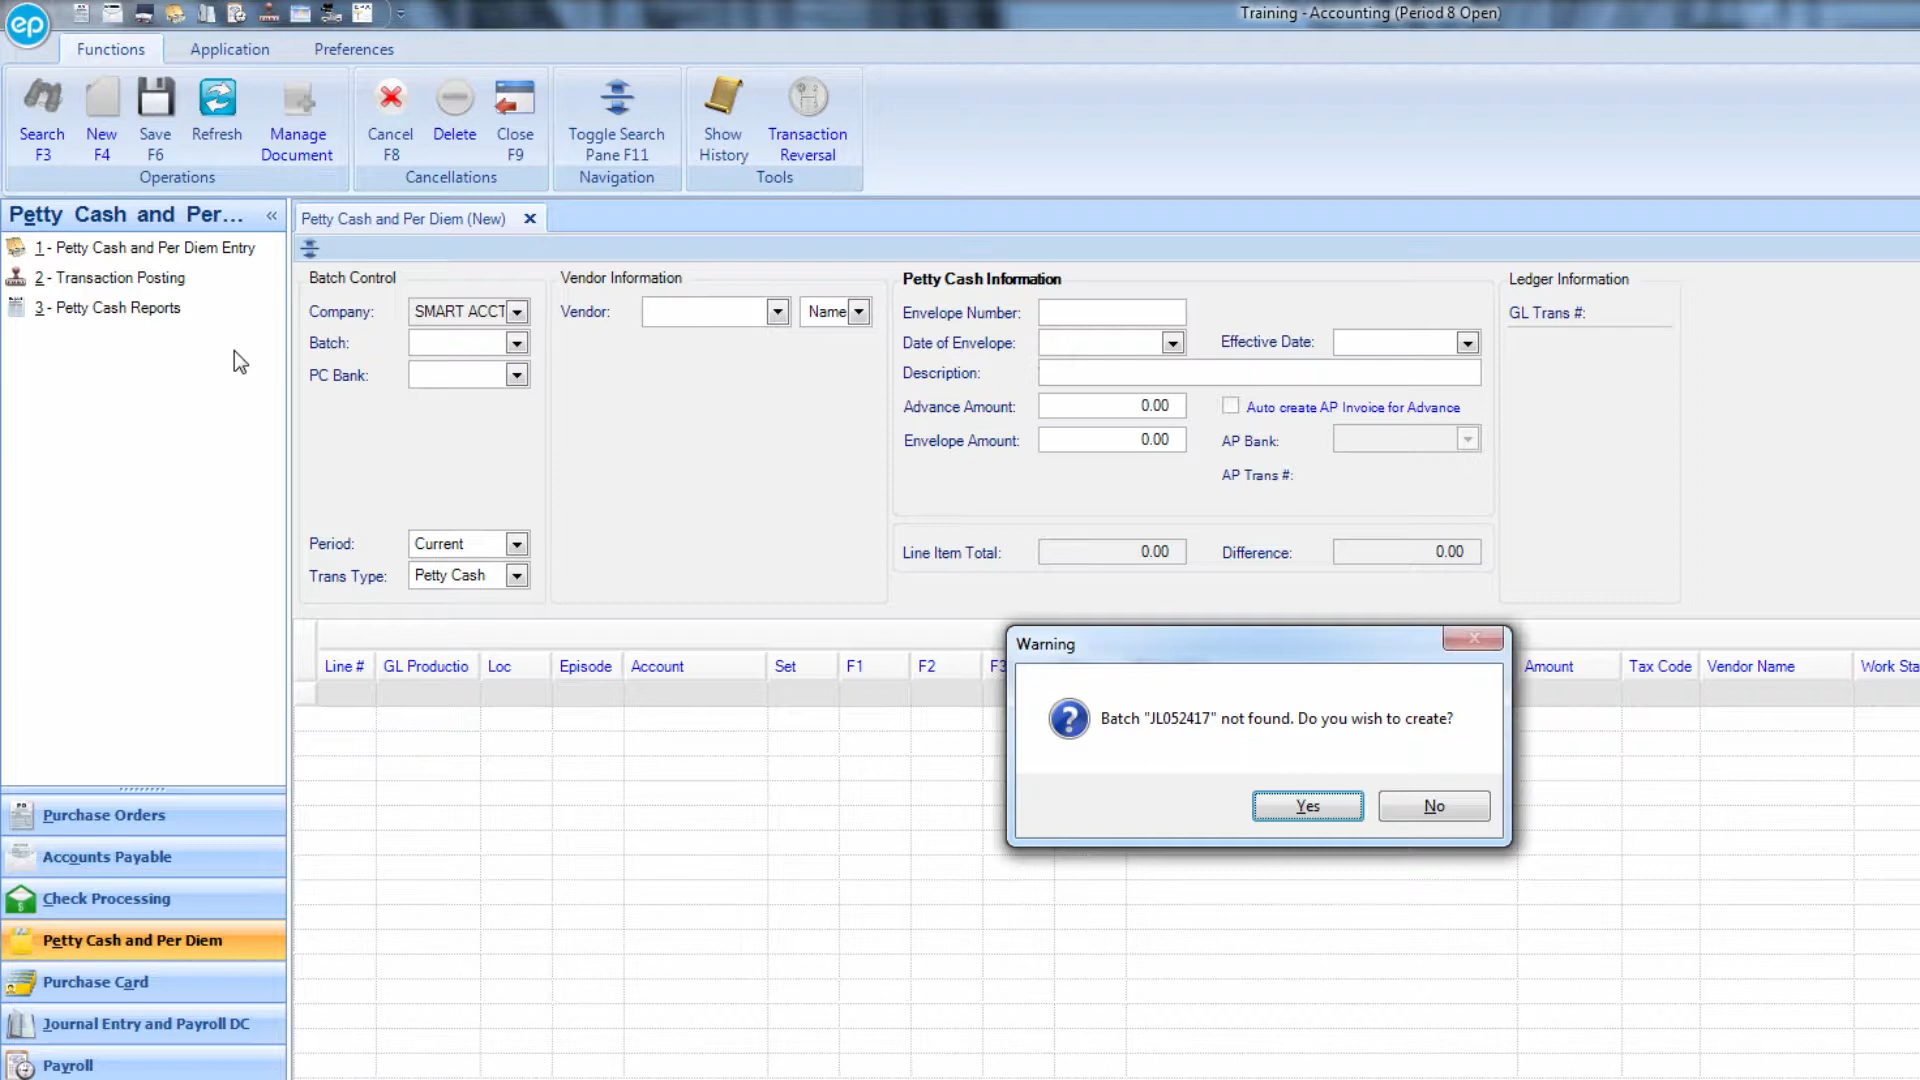 ep
Training - Accounting (Period 8 Open)
Functions Application Preferences
Search F3
New F4
Save F6
Refresh
Manage Document
Cancel F8
Delete
Close F9
Toggle Search Pane F11
Show History
Transaction Reversal
Operations Cancellations Navigation Tools
Petty Cash and Per...
«
1 - Petty Cash and Per Diem Entry
2 - Transaction Posting
3 - Petty Cash Reports
Purchase Orders
Accounts Payable
Check Processing
Petty Cash and Per Diem
Purchase Card
Journal Entry and Payroll DC
Payroll
Petty Cash and Per Diem (New)
Batch Control
Company: SMART ACCT
Batch:
PC Bank:
Period: Current
Trans Type: Petty Cash
Vendor Information
Vendor: Name
Petty Cash Information
Envelope Number:
Date of Envelope: Effective Date:
Description:
Advance Amount: 0.00 Auto create AP Invoice for Advance
Envelope Amount: 0.00 AP Bank:
AP Trans #:
Line Item Total: 0.00 Difference: 0.00
Ledger Information
GL Trans #:
Line # GL Productio Loc Episode Account Set F1 F2 F3 Amount Tax Code Vendor Name Work Sta
Warning
Batch "JL052417" not found. Do you wish to create?
Yes No